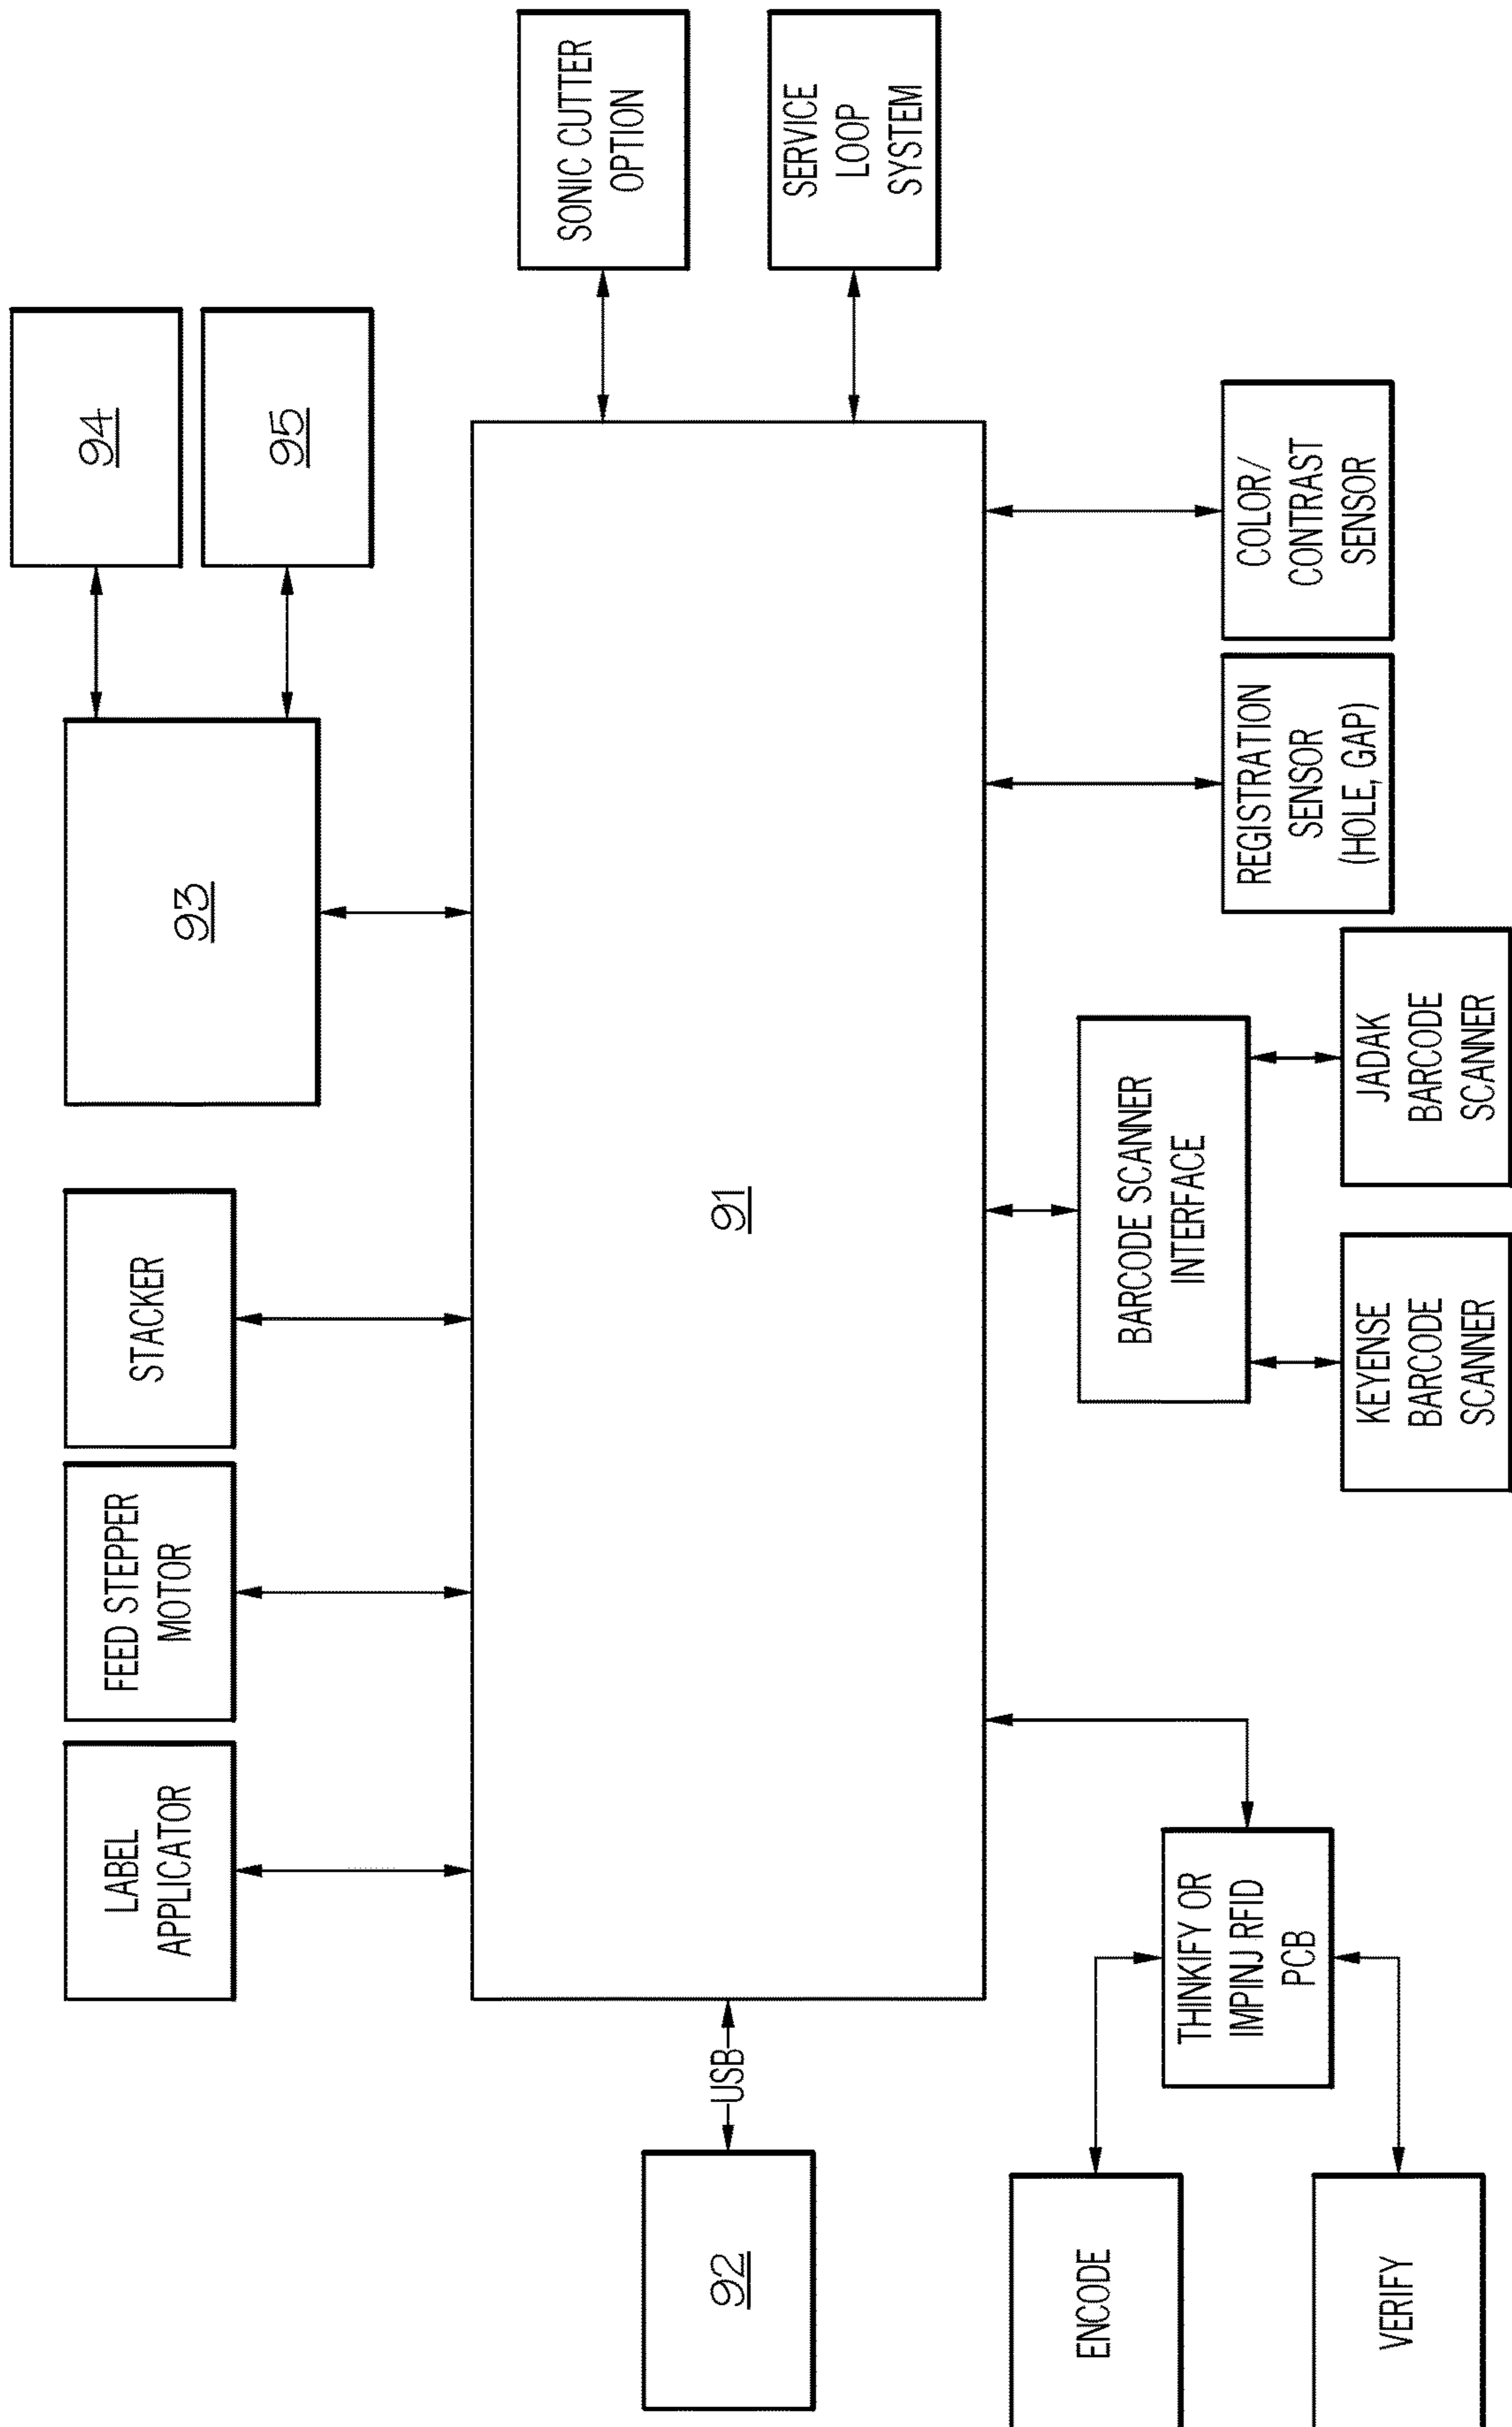 LABEL
APPLICATOR
FEED STEPPER
MOTOR
STACKER
93
94
95
SONIC CUTTER
OPTION
SERVICE
LOOP
SYSTEM
92
USB
91
ENCODE
VERIFY
THINKIFY OR
IMPINJ RFID
PCB
BARCODE SCANNER
INTERFACE
KEYENSE
BARCODE
SCANNER
JADAK
BARCODE
SCANNER
REGISTRATION
SENSOR
(HOLE, GAP)
COLOR/
CONTRAST
SENSOR